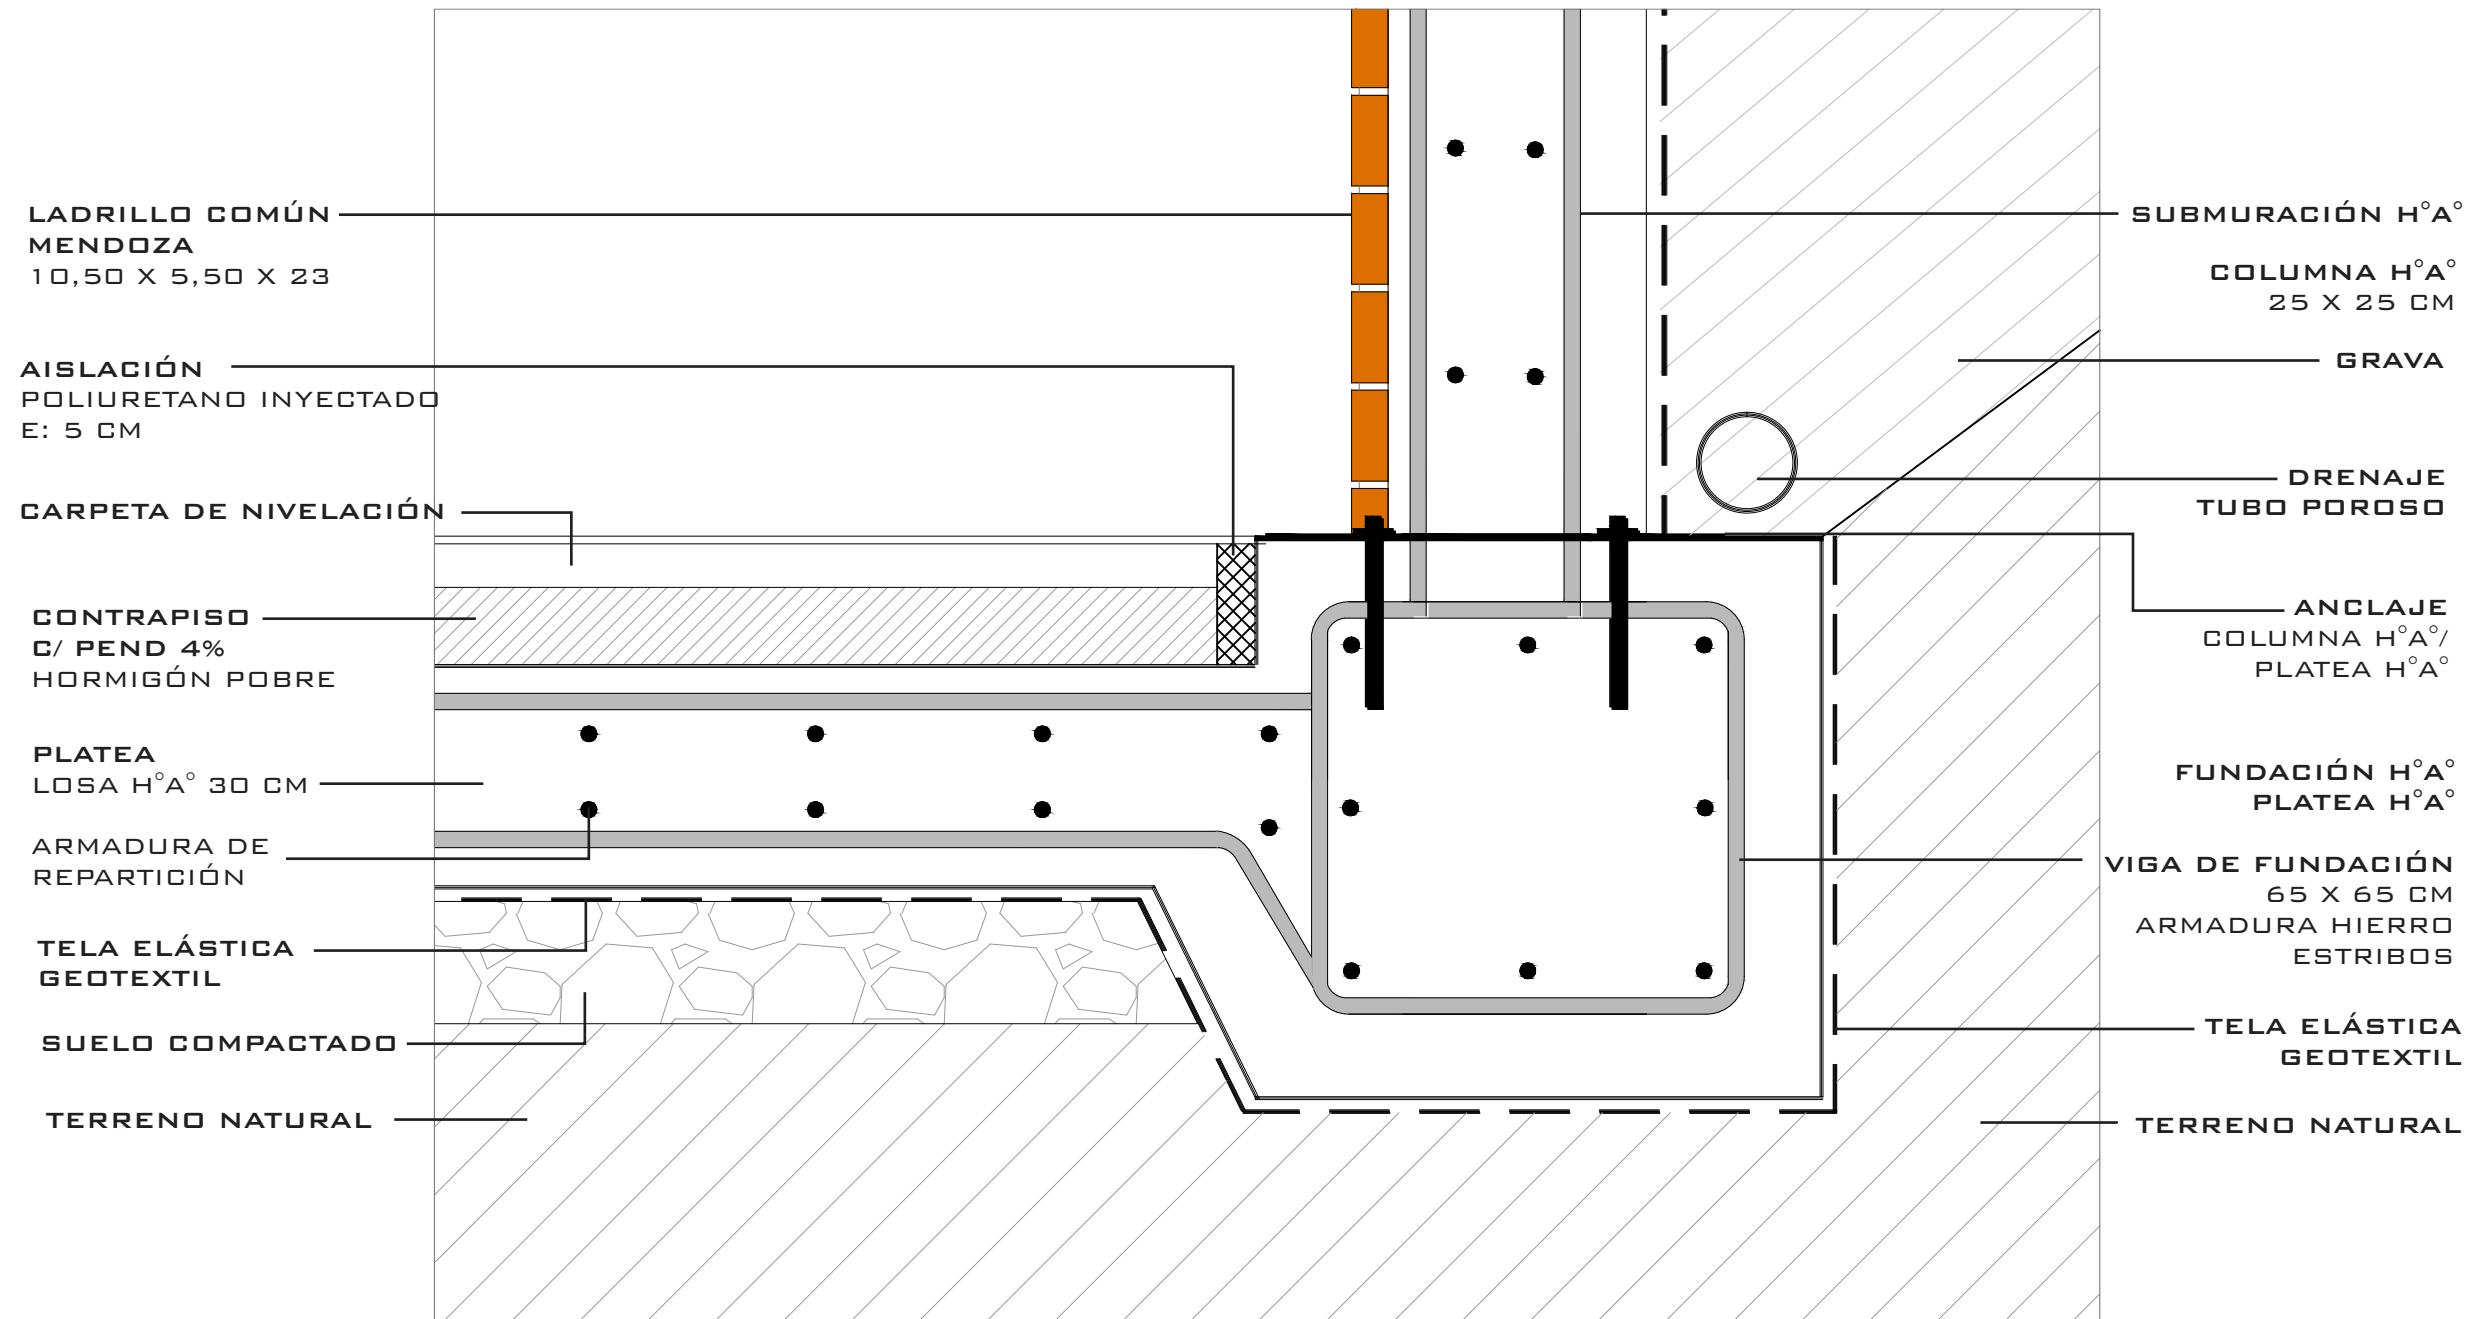 LADRILLO COMÚN
MENDOZA
10,50 X 5,50 X 23
AISLACIÓN
POLIURETANO INYECTADO
E: 5 CM
CARPETA DE NIVELACIÓN
CONTRAPISO
C/ PEND 4%
HORMIGÓN POBRE
PLATEA
LOSA H°A° 30 CM
ARMADURA DE
REPARTICIÓN
TELA ELÁSTICA
GEOTEXTIL
SUELO COMPACTADO
TERRENO NATURAL
SUBMURACIÓN H°A°
COLUMNA H°A°
25 X 25 CM
GRAVA
DRENAJE
TUBO POROSO
ANCLAJE
COLUMNA H°A°/
PLATEA H°A°
FUNDACIÓN H°A°
PLATEA H°A°
VIGA DE FUNDACIÓN
65 X 65 CM
ARMADURA HIERRO
ESTRIBOS
TELA ELÁSTICA
GEOTEXTIL
TERRENO NATURAL